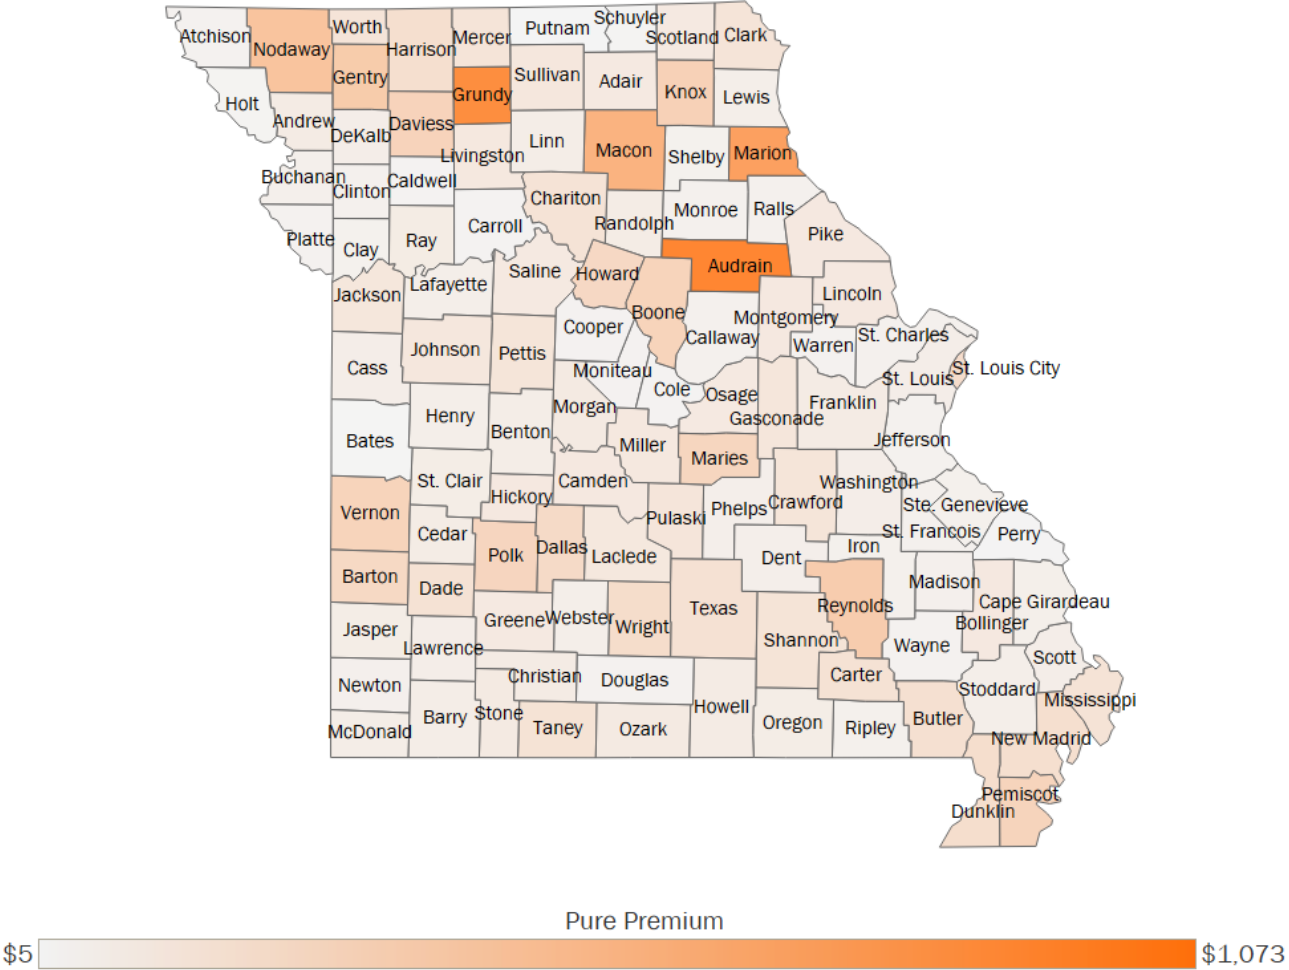 Atchison
Nodaway
Worth
Harrison
Mercer
Putnam
Schuyler
Scotland
Clark
Gentry
Grundy
Sullivan
Adair
Knox
Lewis
Holt
Andrew
DeKalb
Daviess
Livingston
Linn
Macon
Shelby
Marion
Buchanan
Clinton
Caldwell
Carroll
Chariton
Randolph
Monroe
Ralls
Pike
Platte
Clay
Ray
Jackson
Lafayette
Saline
Howard
Audrain
Boone
Callaway
Montgomery
Lincoln
Cass
Johnson
Pettis
Cooper
Moniteau
Cole
Warren
St. Charles
St. Louis
St. Louis City
Bates
Henry
Benton
Morgan
Miller
Osage
Gasconade
Franklin
Jefferson
Maries
Vernon
St. Clair
Hickory
Camden
Pulaski
Phelps
Crawford
Washington
Ste. Genevieve
St. Francois
Perry
Cedar
Polk
Dallas
Laclede
Dent
Iron
Barton
Dade
Greene
Webster
Wright
Texas
Shannon
Reynolds
Madison
Cape Girardeau
Bollinger
Jasper
Lawrence
Christian
Douglas
Howell
Carter
Wayne
Scott
Stoddard
Mississippi
Newton
McDonald
Barry
Stone
Taney
Ozark
Oregon
Ripley
Butler
New Madrid
Pemiscot
Dunklin
Pure Premium
$5
$1,073